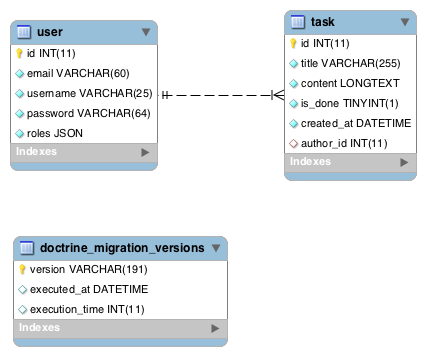 user
id INT(11)
email VARCHAR(60)
username VARCHAR(25)
password VARCHAR(64)
roles JSON
Indexes
task
id INT(11)
title VARCHAR(255)
content LONGTEXT
is_done TINYINT(1)
created_at DATETIME
author_id INT(11)
Indexes
doctrine_migration_versions
version VARCHAR(191)
executed_at DATETIME
execution_time INT(11)
Indexes